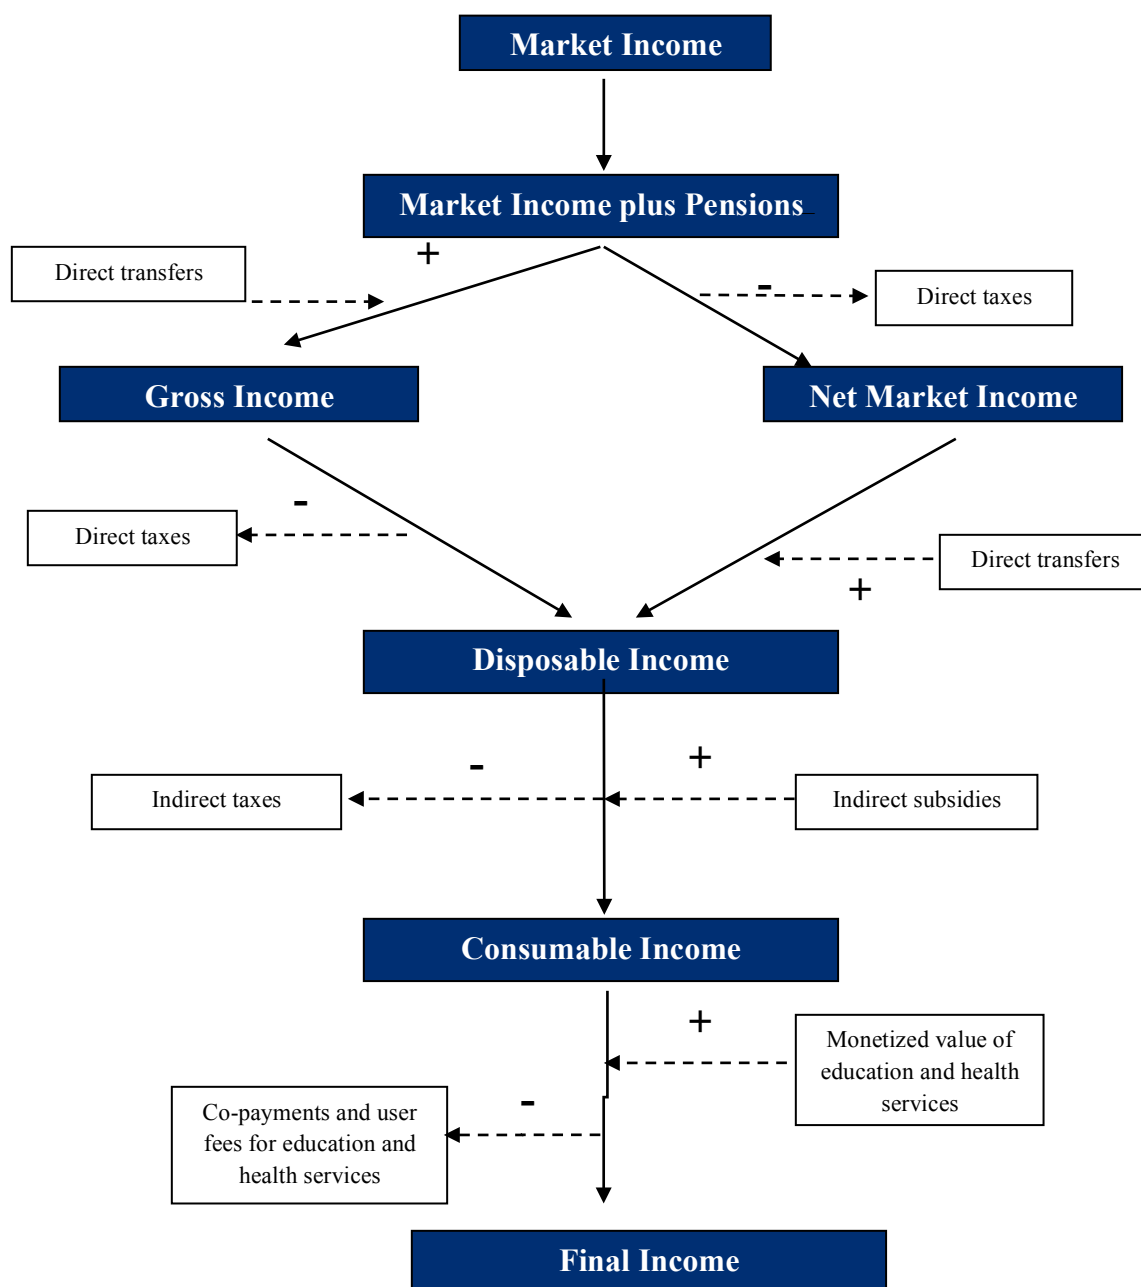 Market Income
Market Income plus Pensions
+
Direct transfers
-
Direct taxes
Gross Income
Net Market Income
-
Direct taxes
Direct transfers
+
Disposable Income
-
+
Indirect taxes
Indirect subsidies
Consumable Income
+
Monetized value of
education and health
services
-
Co-payments and user
fees for education and
health services
Final Income